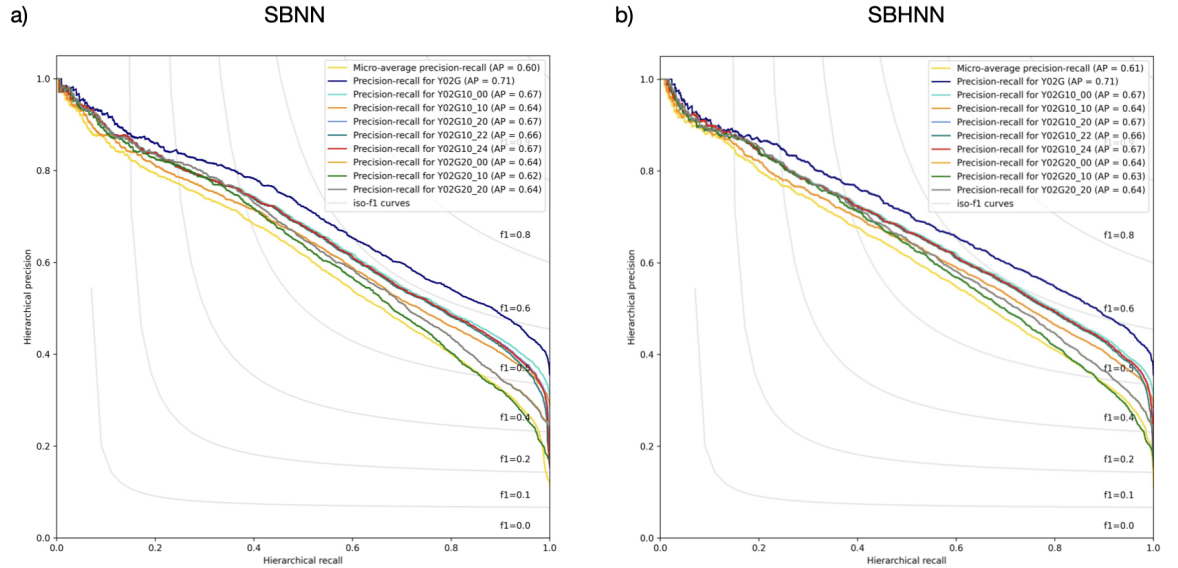 a)
SBNN
Micro-average precision-recall (AP = 0.60)
Precision-recall for Y02G (AP = 0.71)
Precision-recall for Y02G10_00 (AP = 0.67)
Precision-recall for Y02G10_10 (AP = 0.64)
Precision-recall for Y02G10_20 (AP = 0.67)
Precision-recall for Y02G10_22 (AP = 0.66)
Precision-recall for Y02G10_24 (AP = 0.67)
Precision-recall for Y02G20_00 (AP = 0.64)
Precision-recall for Y02G20_10 (AP = 0.62)
Precision-recall for Y02G20_20 (AP = 0.64)
iso-f1 curves
f1=0.8
f1=0.6
f1=0.5
f1=0.4
f1=0.2
f1=0.1
f1=0.0
1.0
0.8
0.6
0.4
0.2
0.0
Hierarchical precision
0.0 0.2 0.4 0.6 0.8 1.0
Hierarchical recall
b)
SBHNN
Micro-average precision-recall (AP = 0.61)
Precision-recall for Y02G (AP = 0.71)
Precision-recall for Y02G10_00 (AP = 0.67)
Precision-recall for Y02G10_10 (AP = 0.64)
Precision-recall for Y02G10_20 (AP = 0.67)
Precision-recall for Y02G10_22 (AP = 0.66)
Precision-recall for Y02G10_24 (AP = 0.67)
Precision-recall for Y02G20_00 (AP = 0.64)
Precision-recall for Y02G20_10 (AP = 0.63)
Precision-recall for Y02G20_20 (AP = 0.64)
iso-f1 curves
f1=0.8
f1=0.6
f1=0.5
f1=0.4
f1=0.2
f1=0.1
f1=0.0
1.0
0.8
0.6
0.4
0.2
0.0
Hierarchical precision
0.0 0.2 0.4 0.6 0.8 1.0
Hierarchical recall